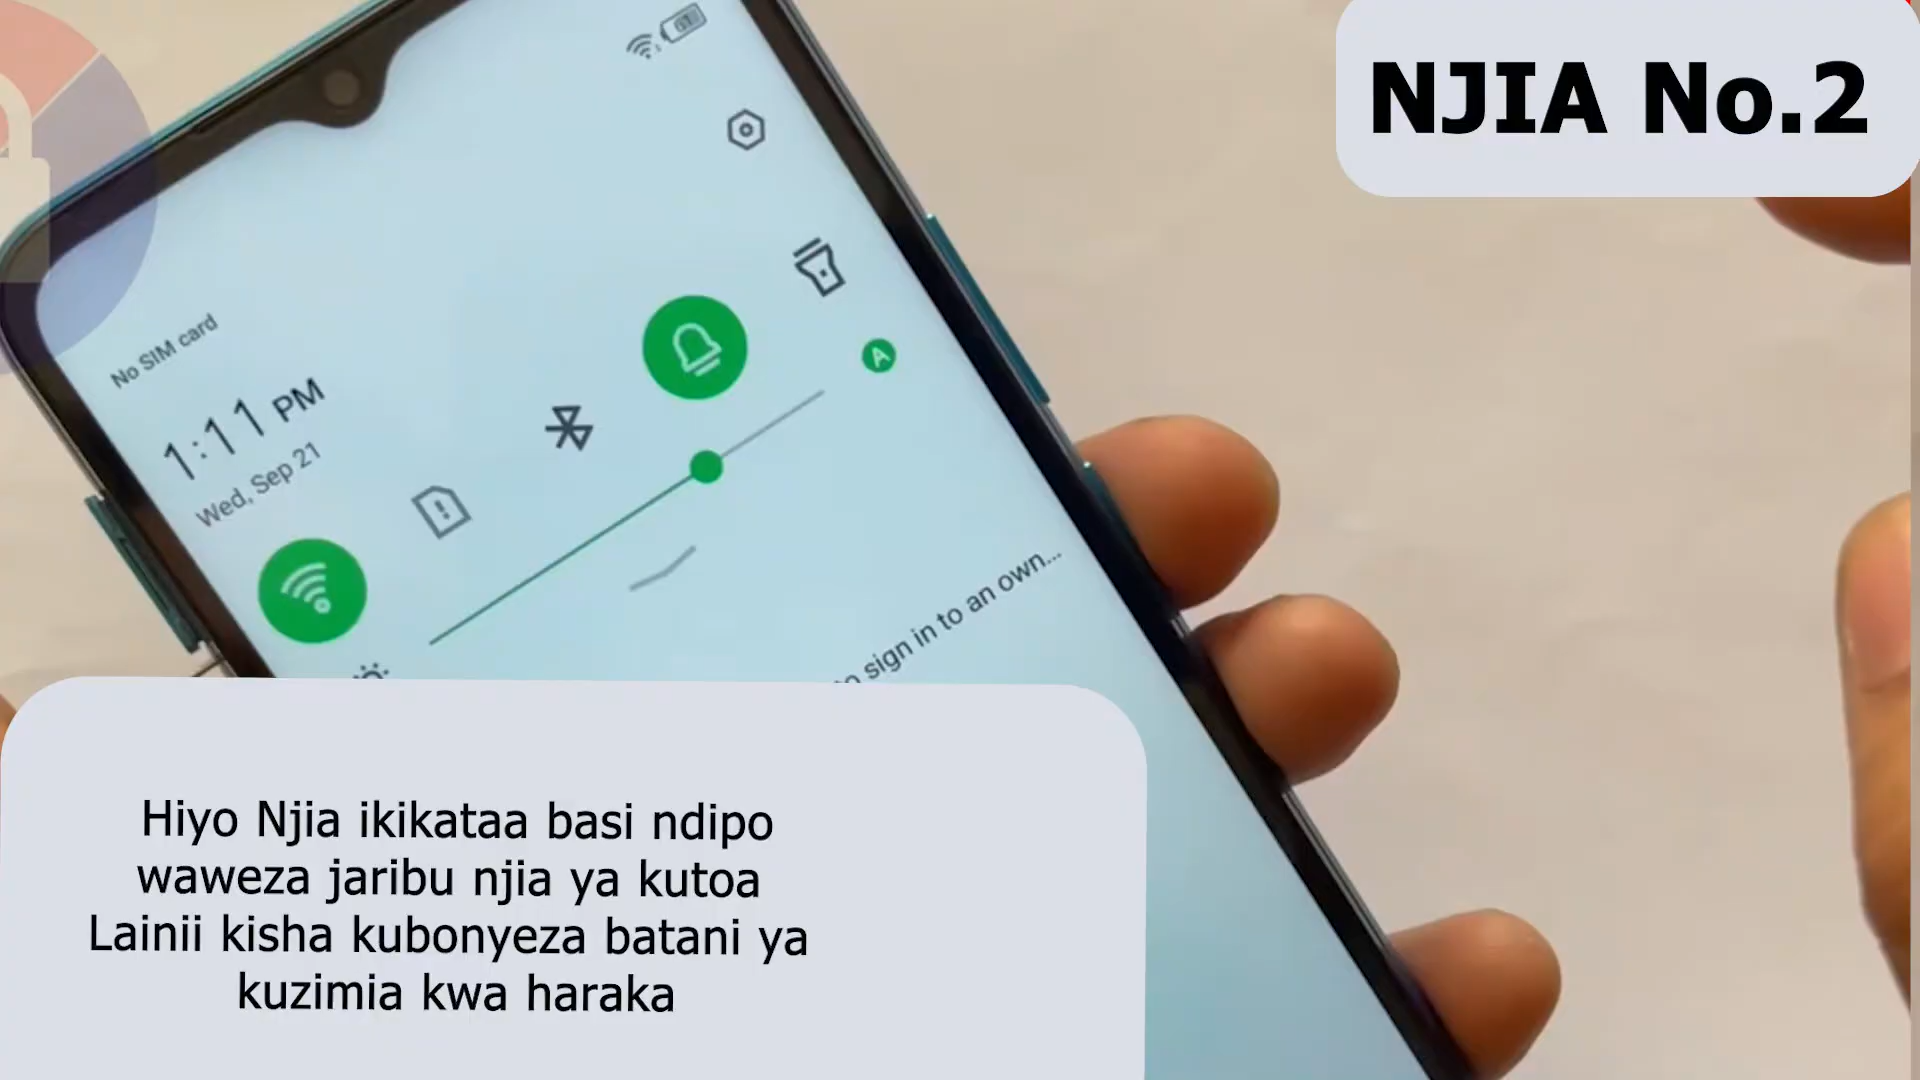 NJIA No.2
No SIM card
1:11 PM
Wed, Sep 21
A
sign in to an own...
Hiyo Njia ikikataa basi ndipo
waweza jaribu njia ya kutoa
Lainii kisha kubonyeza batani ya
kuzimia kwa haraka